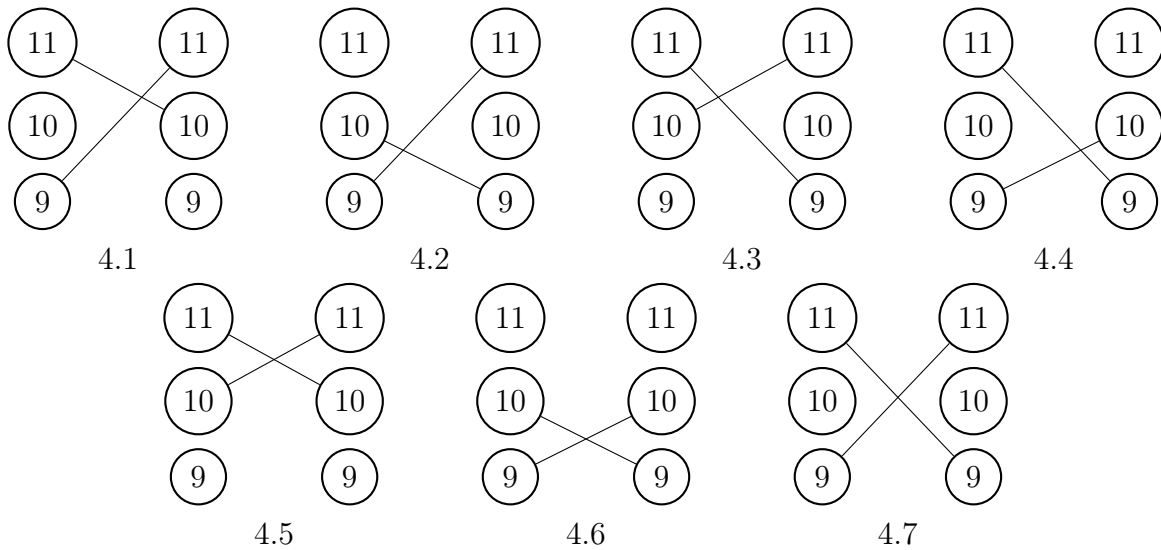 11 11 11 11 11 11 11 11
10 10 10 10 10 10 10 10
9 9 9 9 9 9 9 9
4.1 4.2 4.3 4.4
11 11 11 11 11 11
10 10 10 10 10 10
9 9 9 9 9 9
4.5 4.6 4.7